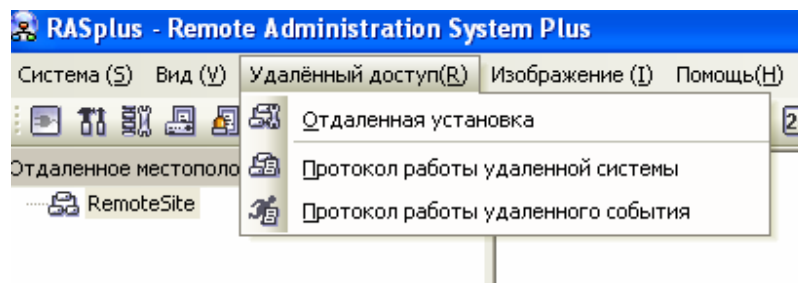 RASplus - Remote Administration System Plus
Система (S) Вид (V) Удалённый доступ(R) Изображение (I) Помощь(H)
Отдаленная установка
Отдаленное местополо
Протокол работы удаленной системы
RemoteSite
Протокол работы удаленного события